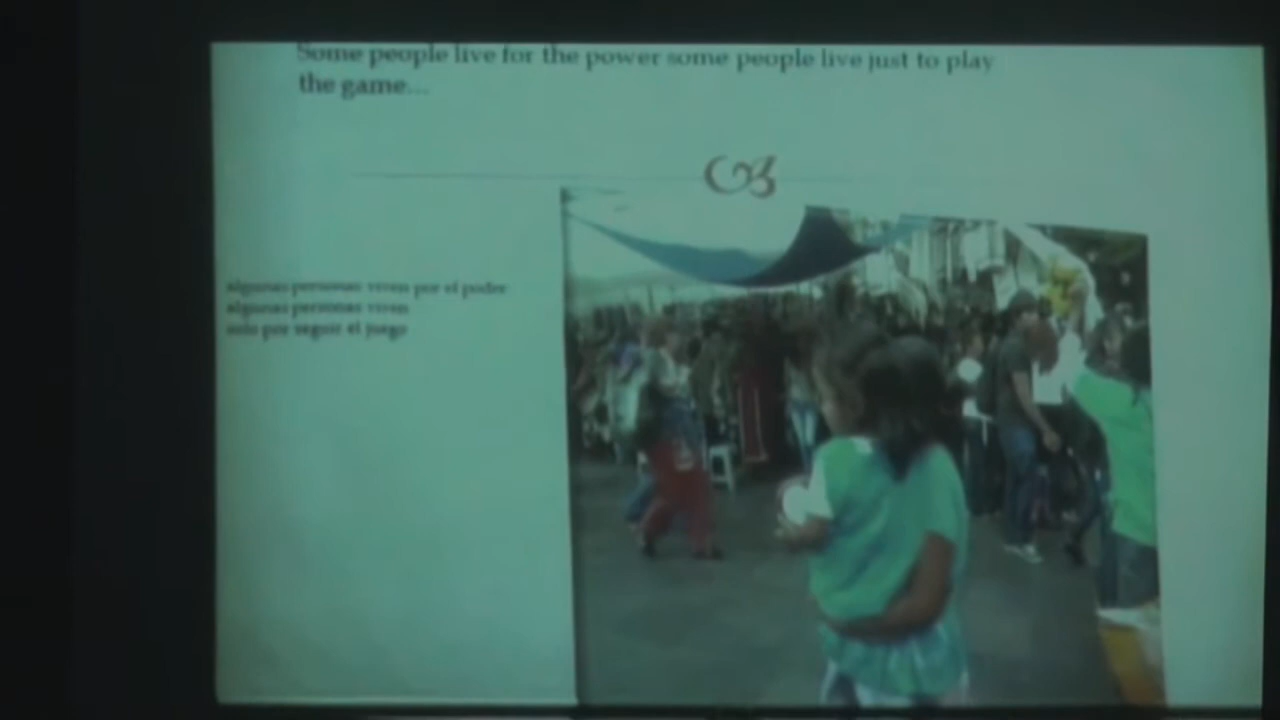 Some people live for the power some people live just to play
the game...
algunas personas viven por el poder
algunas personas viven
solo por seguir el juego